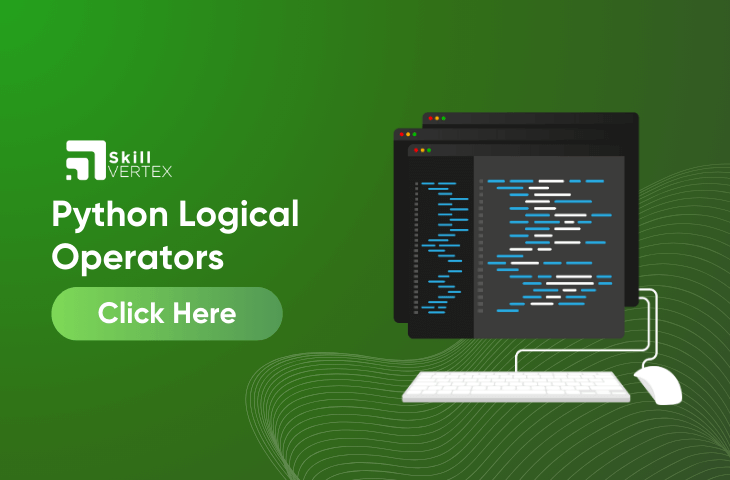 Skill
VERTEX
Python Logical
Operators
Click Here